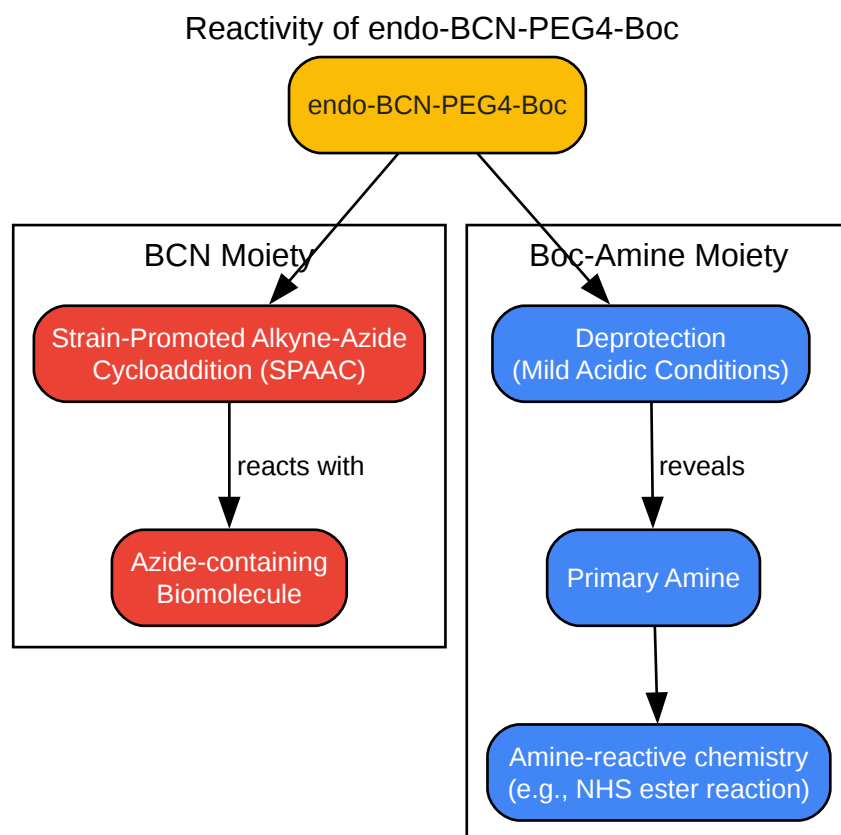 Reactivity of endo-BCN-PEG4-Boc
endo-BCN-PEG4-Boc
BCN Moiety
Strain-Promoted Alkyne-Azide
Cycloaddition (SPAAC)
reacts with
Azide-containing
Biomolecule
Boc-Amine Moiety
Deprotection
(Mild Acidic Conditions)
reveals
Primary Amine
Amine-reactive chemistry
(e.g., NHS ester reaction)